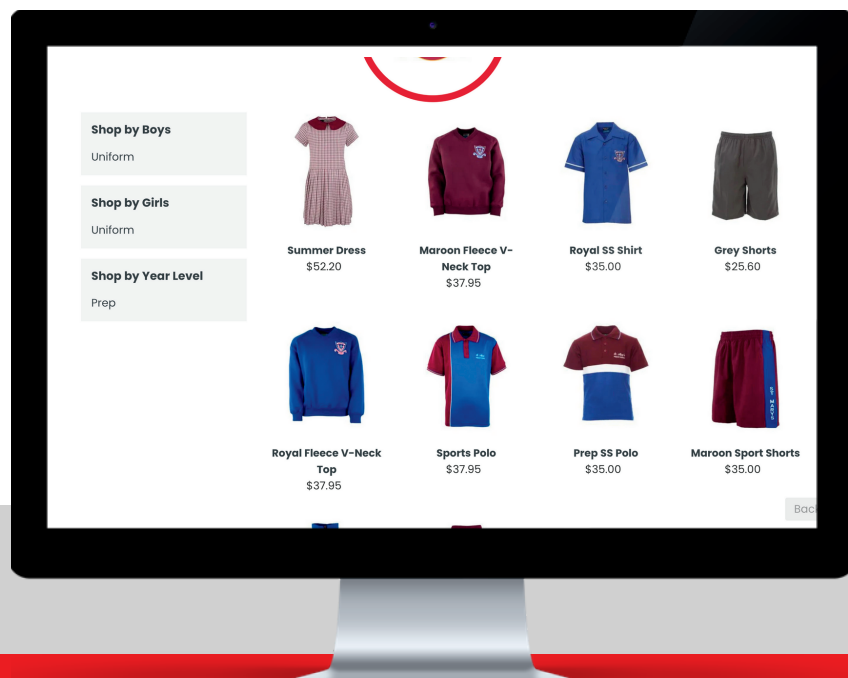 Shop by Boys
Uniform
Shop by Girls
Uniform
Shop by Year Level
Prep
Summer Dress
$52.20
Maroon Fleece V-
Neck Top
$37.95
Royal SS Shirt
$35.00
Grey Shorts
$25.60
Royal Fleece V-Neck
Top
$37.95
Sports Polo
$37.95
Prep SS Polo
$35.00
Maroon Sport Shorts
$35.00
Back